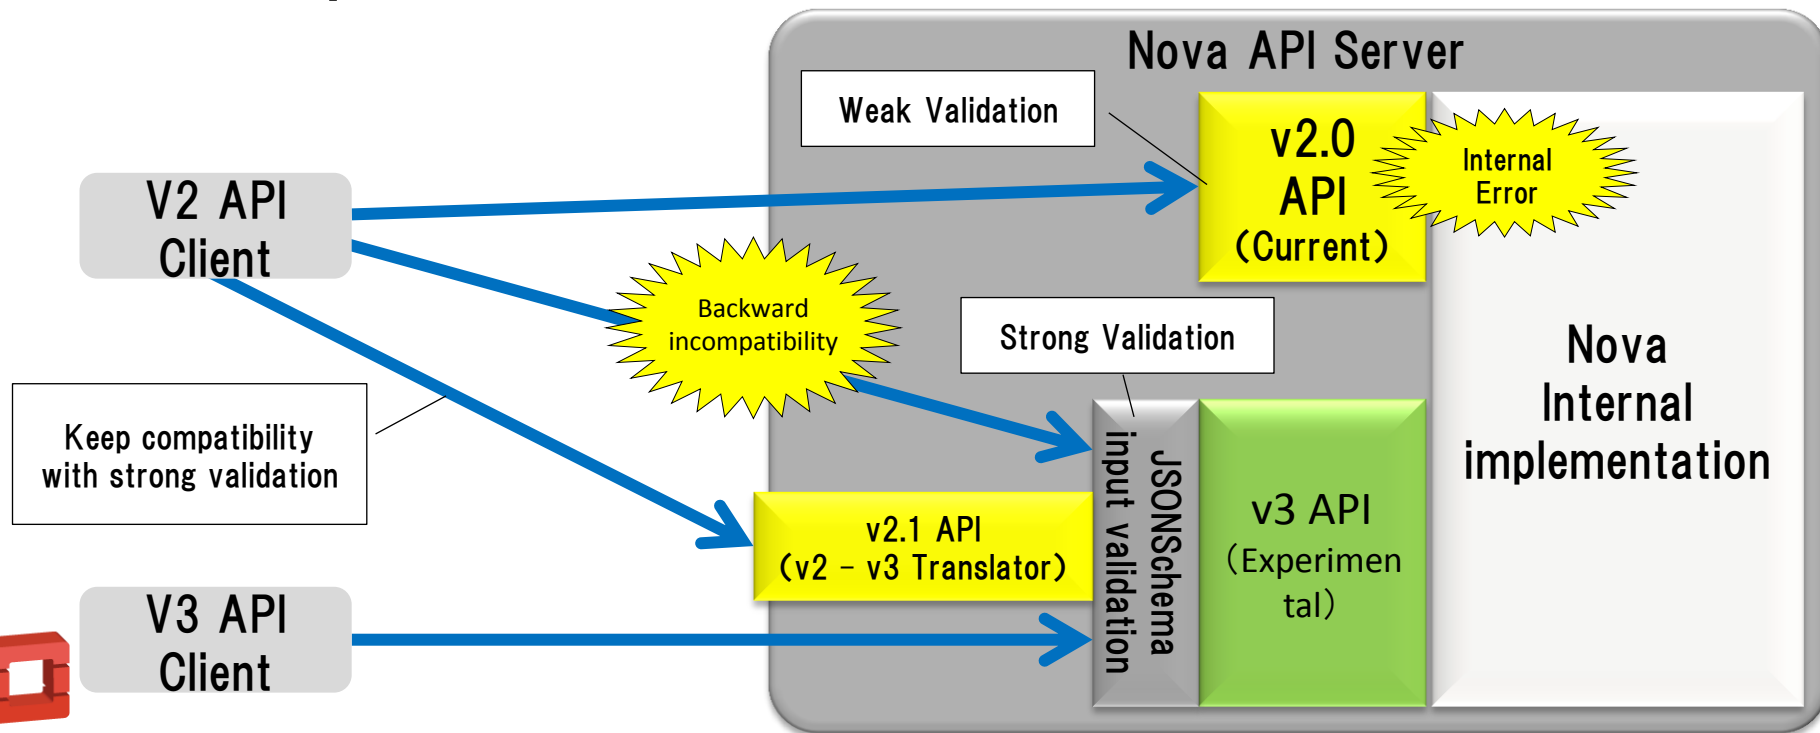 Nova API Server
Weak Validation
v2.0
API
(Current)
Internal
Error
V2 API
Client
Backward
incompatibility
Strong Validation
Nova
Internal
implementation
Keep compatibility
with strong validation
JSONSchema
input validation
v3 API
（Experimen
tal）
v2.1 API
(v2 - v3 Translator)
V3 API
Client